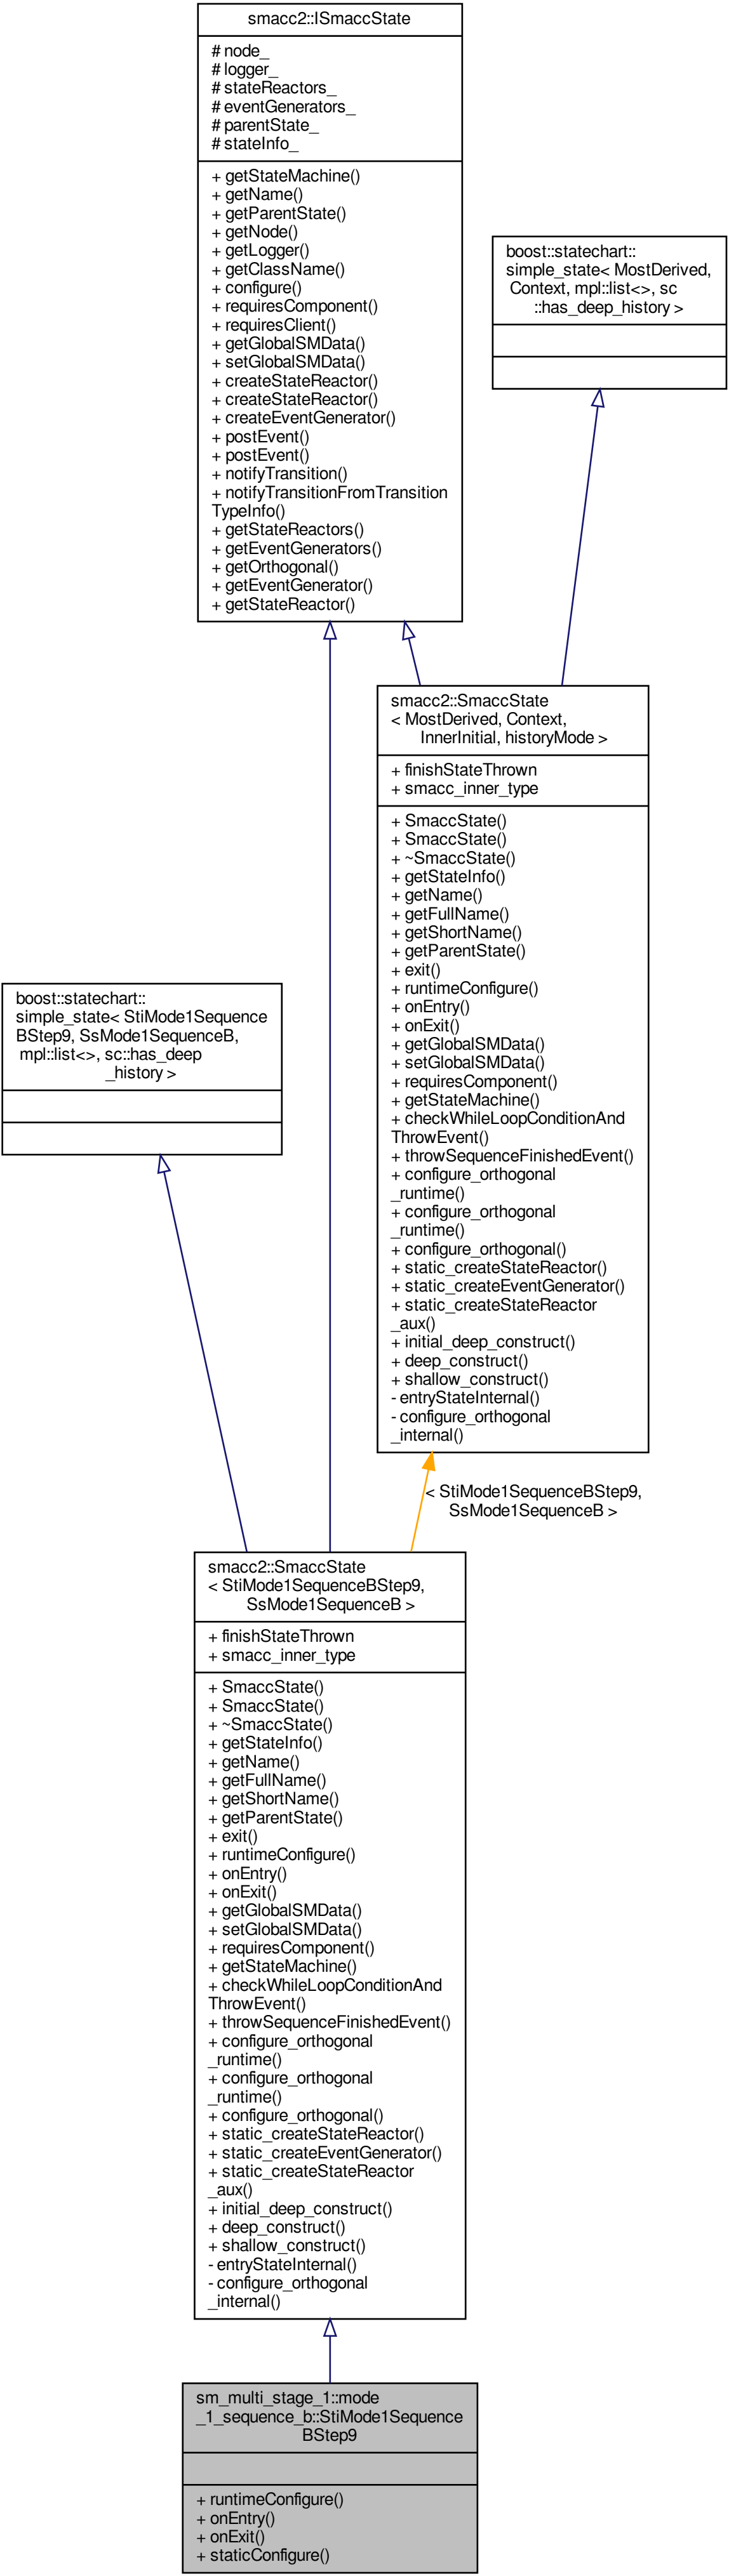 smacc2::ISmaccState
# node_
# logger_
# stateReactors_
# eventGenerators_
# parentState_
# stateInfo_
+ getStateMachine()
+ getName()
+ getParentState()
+ getNode()
+ getLogger()
+ getClassName()
+ configure()
+ requiresComponent()
+ requiresClient()
+ getGlobalSMData()
+ setGlobalSMData()
+ createStateReactor()
+ createStateReactor()
+ createEventGenerator()
+ postEvent()
+ postEvent()
+ notifyTransition()
+ notifyTransitionFromTransition
TypeInfo()
+ getStateReactors()
+ getEventGenerators()
+ getOrthogonal()
+ getEventGenerator()
+ getStateReactor()
boost::statechart::
simple_state< MostDerived,
Context, mpl::list<>, sc
::has_deep_history >
smacc2::SmaccState
< MostDerived, Context,
InnerInitial, historyMode >
+ finishStateThrown
+ smacc_inner_type
+ SmaccState()
+ SmaccState()
+ ~SmaccState()
+ getStateInfo()
+ getName()
+ getFullName()
+ getShortName()
+ getParentState()
+ exit()
+ runtimeConfigure()
+ onEntry()
+ onExit()
+ getGlobalSMData()
+ setGlobalSMData()
+ requiresComponent()
+ getStateMachine()
+ checkWhileLoopConditionAnd
ThrowEvent()
+ throwSequenceFinishedEvent()
+ configure_orthogonal
_runtime()
+ configure_orthogonal
_runtime()
+ configure_orthogonal()
+ static_createStateReactor()
+ static_createEventGenerator()
+ static_createStateReactor
_aux()
+ initial_deep_construct()
+ deep_construct()
+ shallow_construct()
- entryStateInternal()
- configure_orthogonal
_internal()
boost::statechart::
simple_state< StiMode1Sequence
BStep9, SsMode1SequenceB,
mpl::list<>, sc::has_deep
_history >
< StiMode1SequenceBStep9,
SsMode1SequenceB >
smacc2::SmaccState
< StiMode1SequenceBStep9,
SsMode1SequenceB >
+ finishStateThrown
+ smacc_inner_type
+ SmaccState()
+ SmaccState()
+ ~SmaccState()
+ getStateInfo()
+ getName()
+ getFullName()
+ getShortName()
+ getParentState()
+ exit()
+ runtimeConfigure()
+ onEntry()
+ onExit()
+ getGlobalSMData()
+ setGlobalSMData()
+ requiresComponent()
+ getStateMachine()
+ checkWhileLoopConditionAnd
ThrowEvent()
+ throwSequenceFinishedEvent()
+ configure_orthogonal
_runtime()
+ configure_orthogonal
_runtime()
+ configure_orthogonal()
+ static_createStateReactor()
+ static_createEventGenerator()
+ static_createStateReactor
_aux()
+ initial_deep_construct()
+ deep_construct()
+ shallow_construct()
- entryStateInternal()
- configure_orthogonal
_internal()
sm_multi_stage_1::mode
_1_sequence_b::StiMode1Sequence
BStep9
+ runtimeConfigure()
+ onEntry()
+ onExit()
+ staticConfigure()